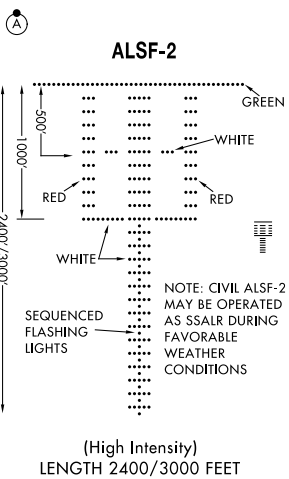 A
ALSF-2
GREEN
500'
1000'
WHITE
RED
RED
2400'/3000'
WHITE
NOTE: CIVIL ALSF-2
MAY BE OPERATED
AS SSALR DURING
FAVORABLE
WEATHER
CONDITIONS
SEQUENCED
FLASHING
LIGHTS
(High Intensity)
LENGTH 2400/3000 FEET